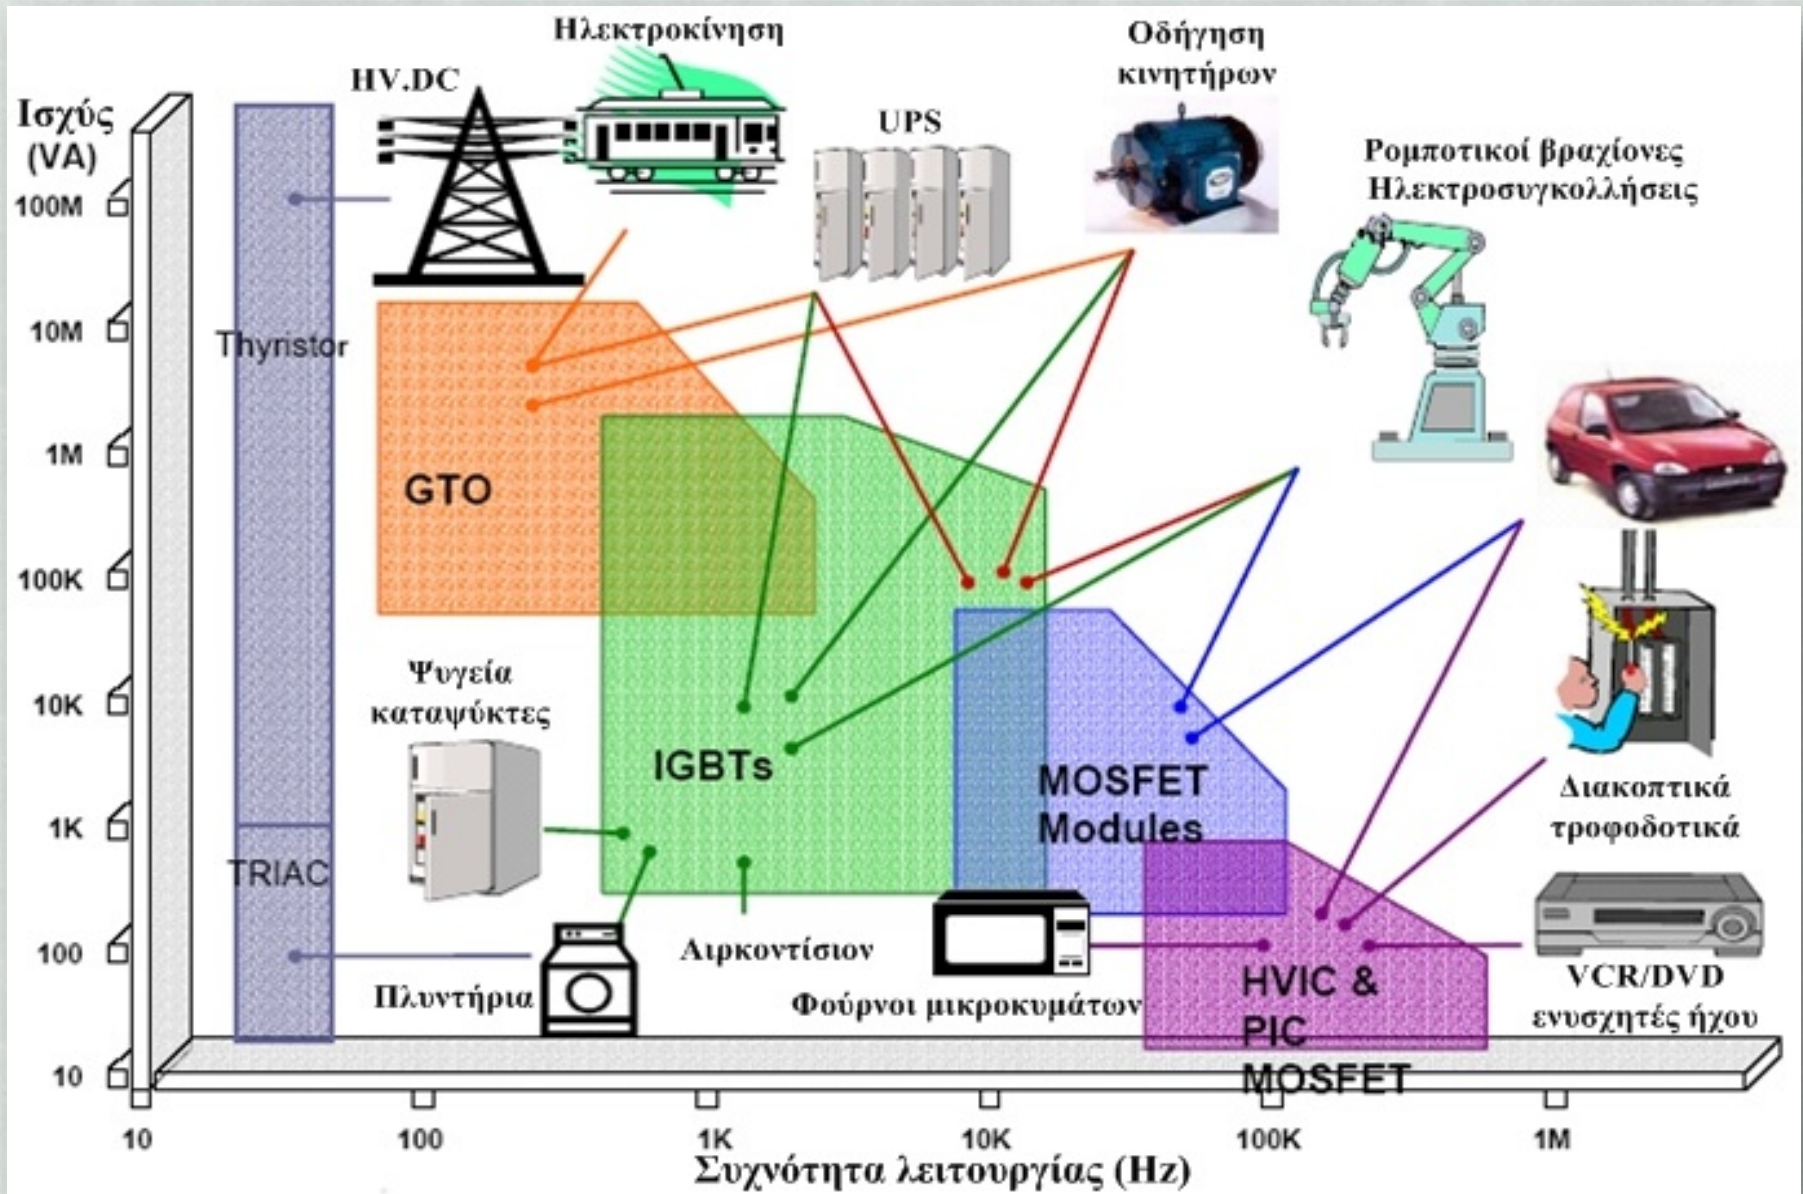 Ηλεκτροκίνηση
Οδήγηση
κινητήρων
HV.DC
Ισχύς
(VA)
UPS
Ρομποτικοί βραχίονες
Ηλεκτροσυγκολλήσεις
100M
10M
Thyristor
1M
GTO
100K
Ψυγεία
καταψύκτες
10K
IGBTs
MOSFET
Modules
Διακοπτικά
τροφοδοτικά
1K
TRIAC
100
Αιρκοντίσιον
Πλυντήρια
Φούρνοι μικροκυμάτων
HVIC &
PIC
MOSFET
VCR/DVD
ενυσχητές ήχου
10
10
100
1K
10K
100K
1M
Συχνότητα λειτουργίας (Hz)